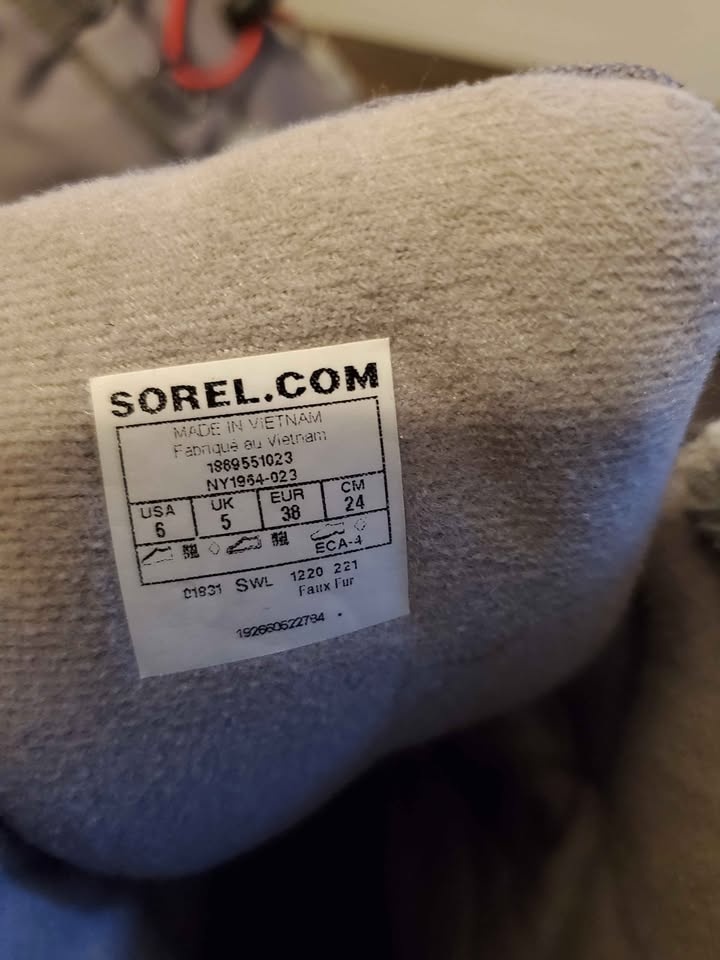 SOREL.COM
MADE IN VIETNAM
Fabriqué au Vietnam
1869551023
NY1964-023
USA UK EUR CM
6 5 38 24
ECA-4
01831 SWL 1220 221
Faux Fur
192660622784